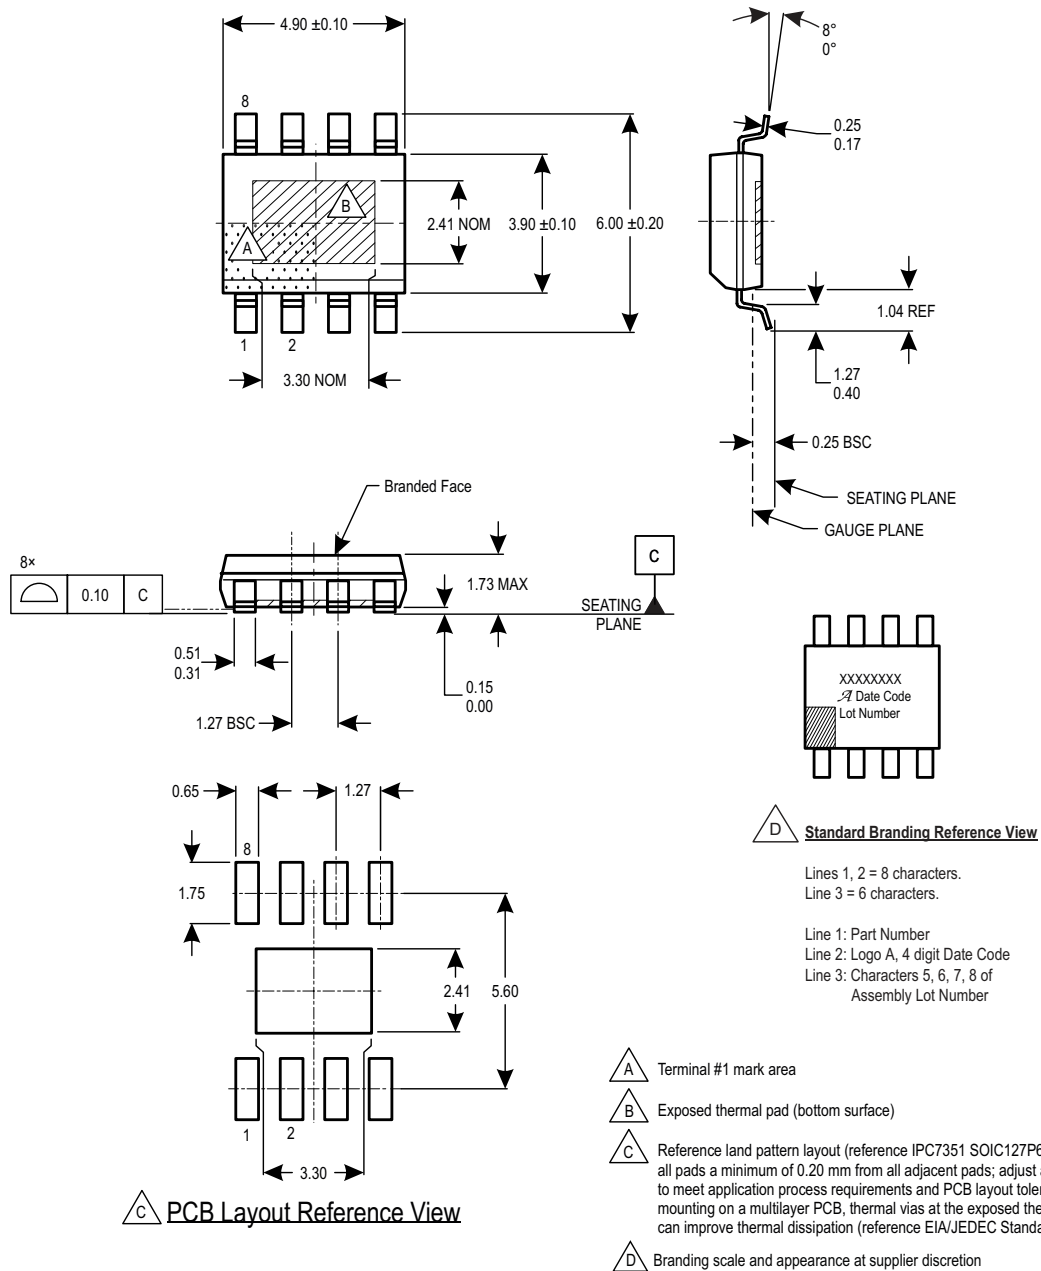 4.90 ±0.10
8°
0°
8
0.25
0.17
B
A
2.41 NOM
3.90 ±0.10
6.00 ±0.20
1.04 REF
1
2
3.30 NOM
1.27
0.40
0.25 BSC
SEATING PLANE
GAUGE PLANE
Branded Face
8×
0.10
C
1.73 MAX
C
SEATING
PLANE
0.51
0.31
0.15
0.00
1.27 BSC
XXXXXXXX
A Date Code
Lot Number
0.65
1.27
8
1.75
2.41
5.60
1
2
3.30
C PCB Layout Reference View
D Standard Branding Reference View
Lines 1, 2 = 8 characters.
Line 3 = 6 characters.
Line 1: Part Number
Line 2: Logo A, 4 digit Date Code
Line 3: Characters 5, 6, 7, 8 of
Assembly Lot Number
A Terminal #1 mark area
B Exposed thermal pad (bottom surface)
C Reference land pattern layout (reference IPC7351 SOIC127P6
all pads a minimum of 0.20 mm from all adjacent pads; adjust
to meet application process requirements and PCB layout toler
mounting on a multilayer PCB, thermal vias at the exposed the
can improve thermal dissipation (reference EIA/JEDEC Standa
D Branding scale and appearance at supplier discretion